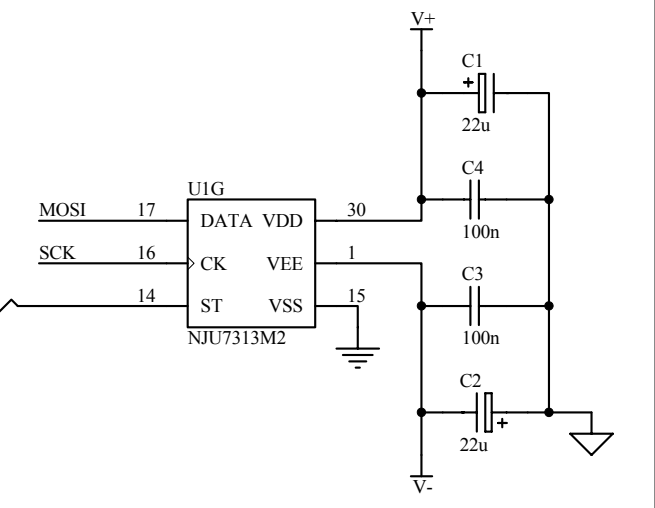 V+
C1
+
22u
C4
100n
U1G
MOSI 17 DATA VDD 30
SCK 16 CK VEE 1
14 ST VSS 15
NJU7313M2
C3
100n
C2
+
22u
V-